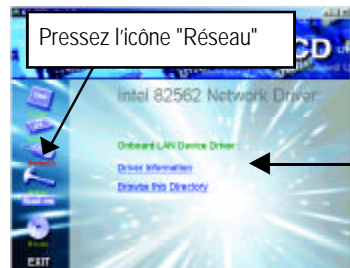 Pressez l'icône "Réseau"
CD
Intel 82562 Network Driver
Onboard LAN Device Driver :
Driver Information
Browse this Directory
EXIT